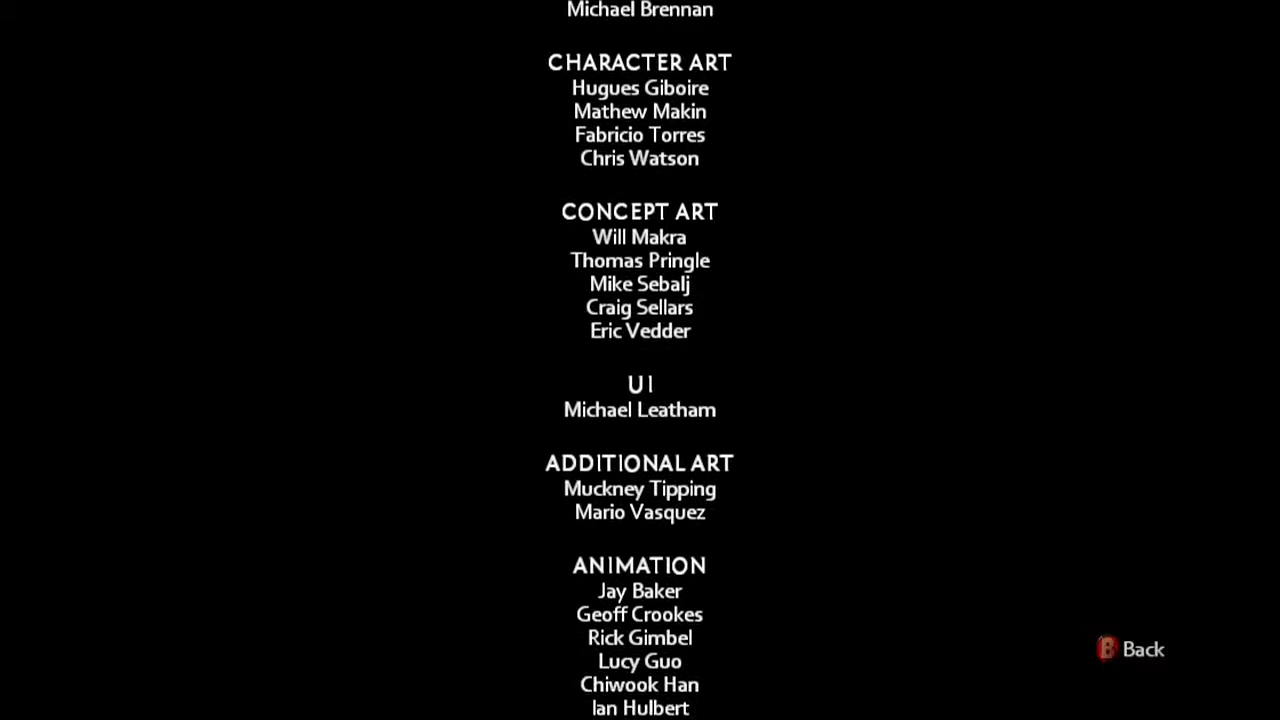 Michael Brennan
CHARACTER ART
Hugues Giboire
Mathew Makin
Fabricio Torres
Chris Watson
CONCEPT ART
Will Makra
Thomas Pringle
Mike Sebalj
Craig Sellars
Eric Vedder
UI
Michael Leatham
ADDITIONAL ART
Muckney Tipping
Mario Vasquez
ANIMATION
Jay Baker
Geoff Crookes
Rick Gimbel
Lucy Guo
Chiwook Han
Ian Hulbert
B Back